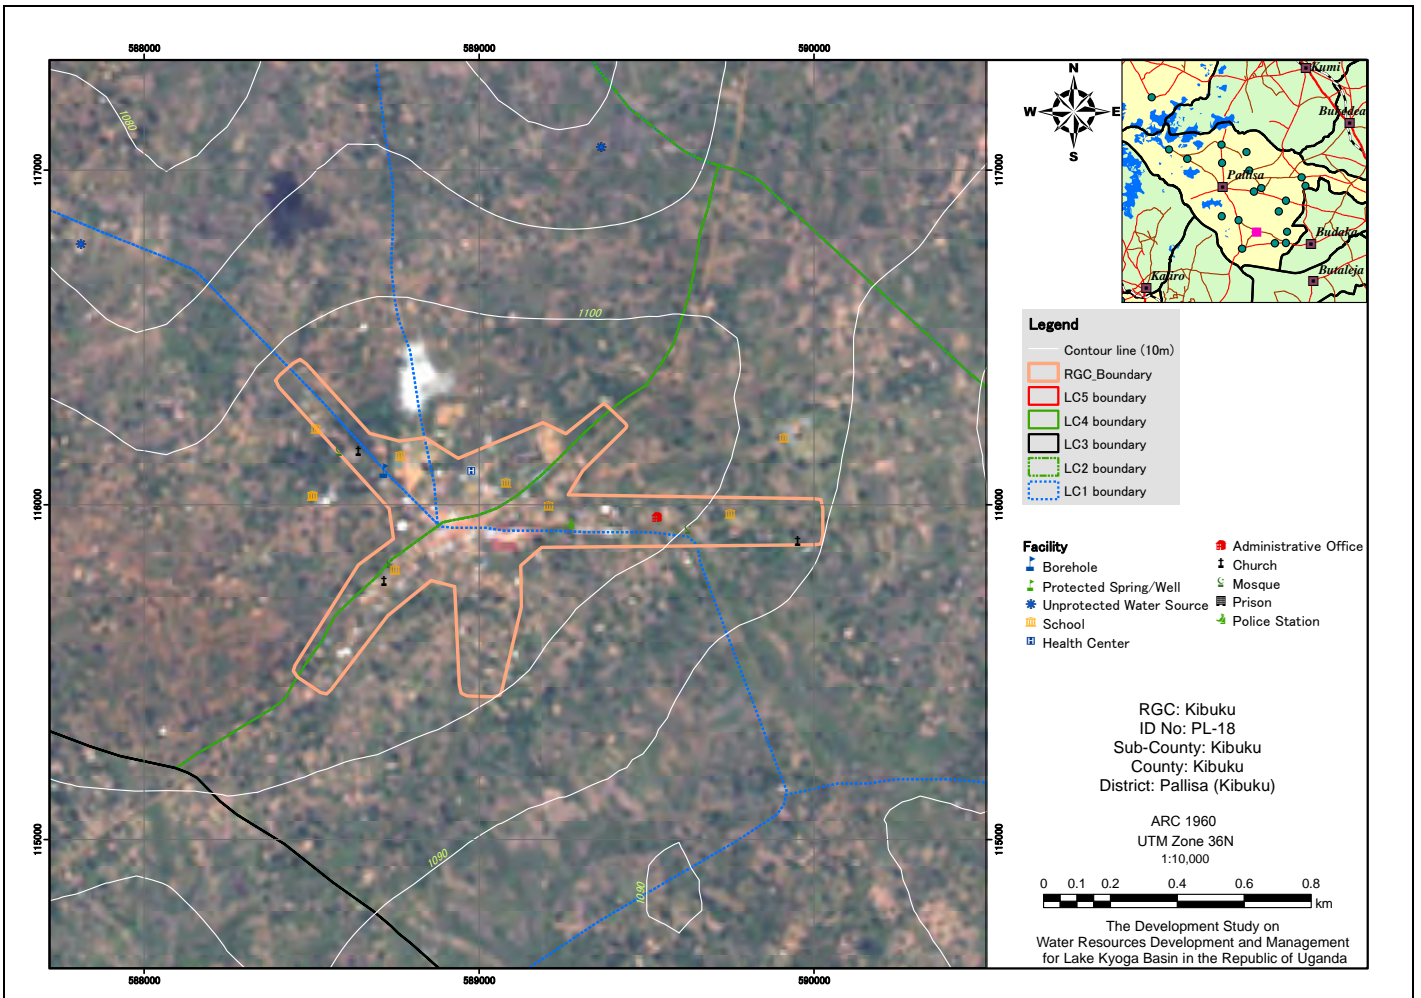 588000 589000 590000
117000
116000
115000
117000
116000
115000
588000 589000 590000
1080
1100
1090
1090
N
W E
S
Kumi
Bukedea
Pallisa
Budaka
Butaleja
Kaliro
Legend
Contour line (10m)
RGC_Boundary
LC5 boundary
LC4 boundary
LC3 boundary
LC2 boundary
LC1 boundary
Facility
Borehole
Protected Spring/Well
Unprotected Water Source
School
Health Center
Administrative Office
Church
Mosque
Prison
Police Station
RGC: Kibuku
ID No: PL-18
Sub-County: Kibuku
County: Kibuku
District: Pallisa (Kibuku)
ARC 1960
UTM Zone 36N
1:10,000
0 0.1 0.2 0.4 0.6 0.8
km
The Development Study on
Water Resources Development and Management
for Lake Kyoga Basin in the Republic of Uganda